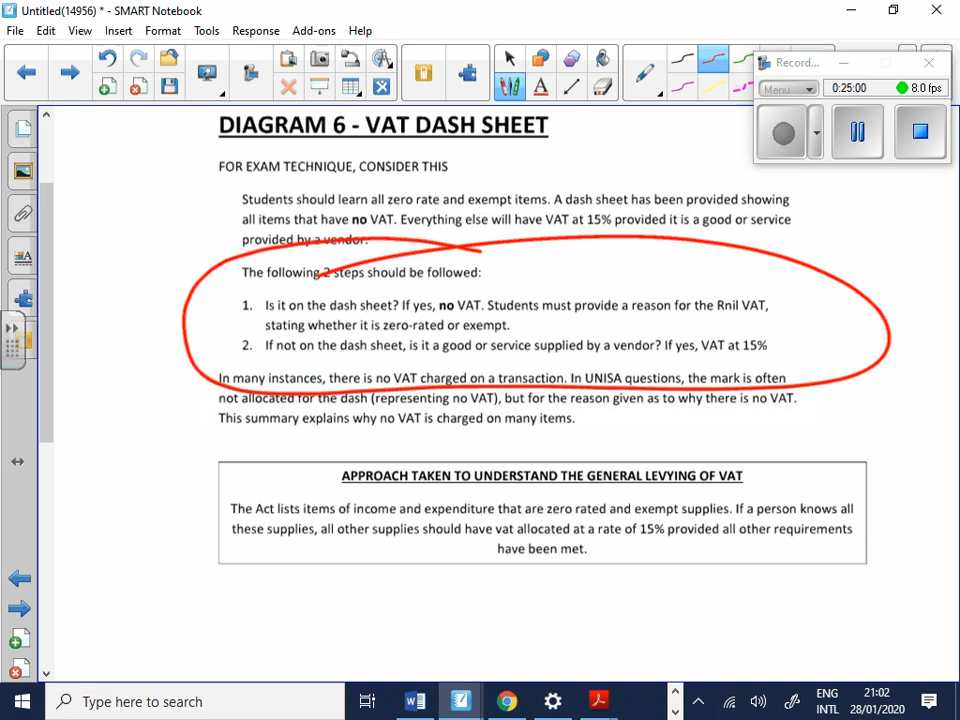 Untitled(14956) * - SMART Notebook
File Edit View Insert Format Tools Response Add-ons Help
Record...
Menu 0:25:00 8.0 fps
DIAGRAM 6 - VAT DASH SHEET
FOR EXAM TECHNIQUE, CONSIDER THIS
Students should learn all zero rate and exempt items. A dash sheet has been provided showing
all items that have no VAT. Everything else will have VAT at 15% provided it is a good or service
provided by a vendor.
The following 2 steps should be followed:
1. Is it on the dash sheet? If yes, no VAT. Students must provide a reason for the Rnil VAT,
stating whether it is zero-rated or exempt.
2. If not on the dash sheet, is it a good or service supplied by a vendor? If yes, VAT at 15%
In many instances, there is no VAT charged on a transaction. In UNISA questions, the mark is often
not allocated for the dash (representing no VAT), but for the reason given as to why there is no VAT.
This summary explains why no VAT is charged on many items.
APPROACH TAKEN TO UNDERSTAND THE GENERAL LEVYING OF VAT
The Act lists items of income and expenditure that are zero rated and exempt supplies. If a person knows all
these supplies, all other supplies should have vat allocated at a rate of 15% provided all other requirements
have been met.
Type here to search
ENG
INTL
21:02
28/01/2020